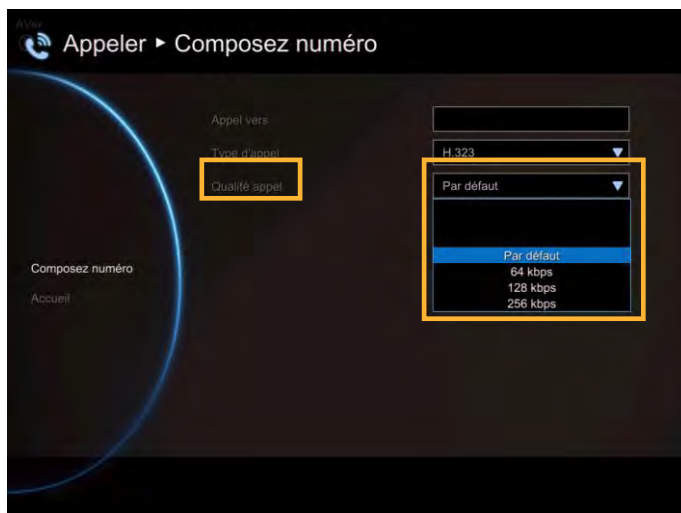 AVer
Appeler ► Composez numéro
Appel vers
Type d'appel
H.323
Qualité appel
Par défaut
Par défaut
64 kbps
128 kbps
256 kbps
Composez numéro
Accueil